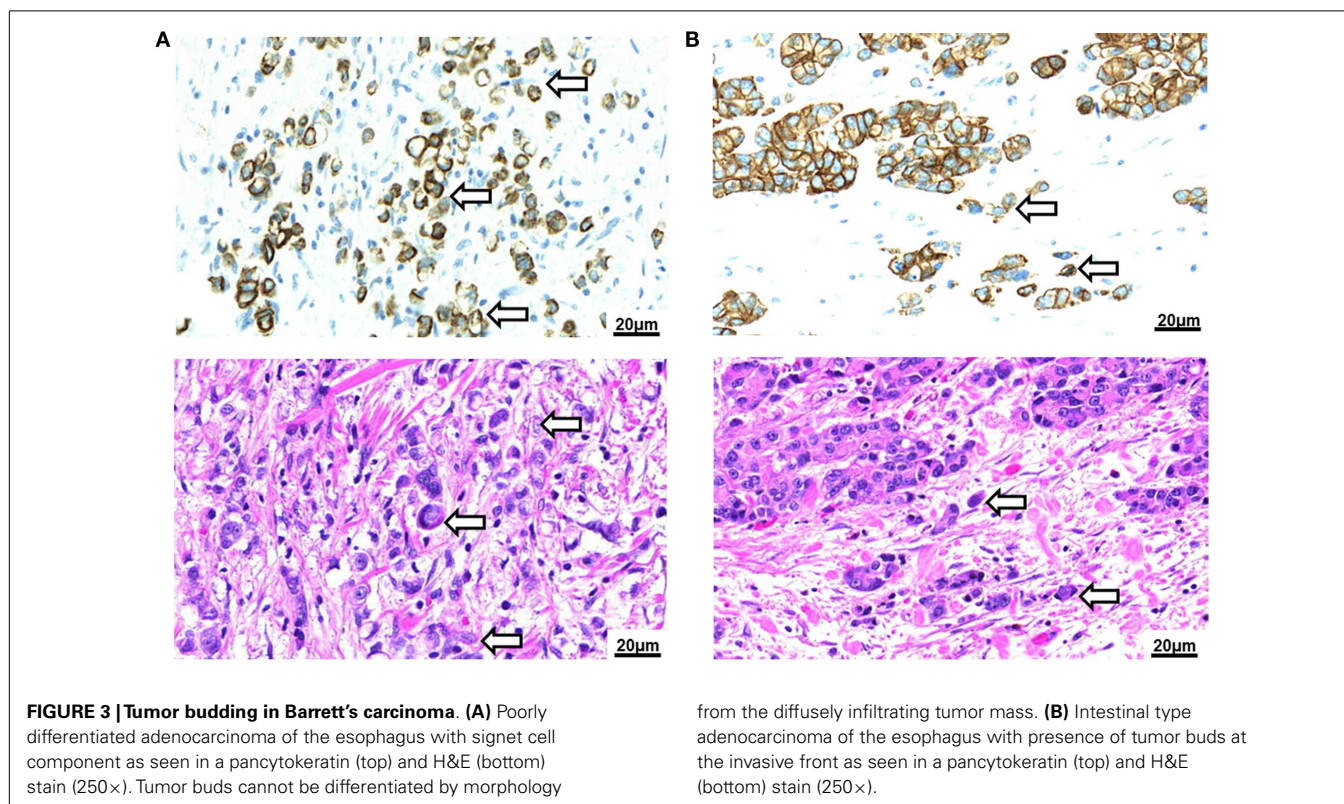 A
B
20µm
20µm
20µm
20µm
FIGURE 3 | Tumor budding in Barrett's carcinoma. (A) Poorly
differentiated adenocarcinoma of the esophagus with signet cell
component as seen in a pancytokeratin (top) and H&E (bottom)
stain (250×). Tumor buds cannot be differentiated by morphology
from the diffusely infiltrating tumor mass. (B) Intestinal type
adenocarcinoma of the esophagus with presence of tumor buds at
the invasive front as seen in a pancytokeratin (top) and H&E
(bottom) stain (250×).